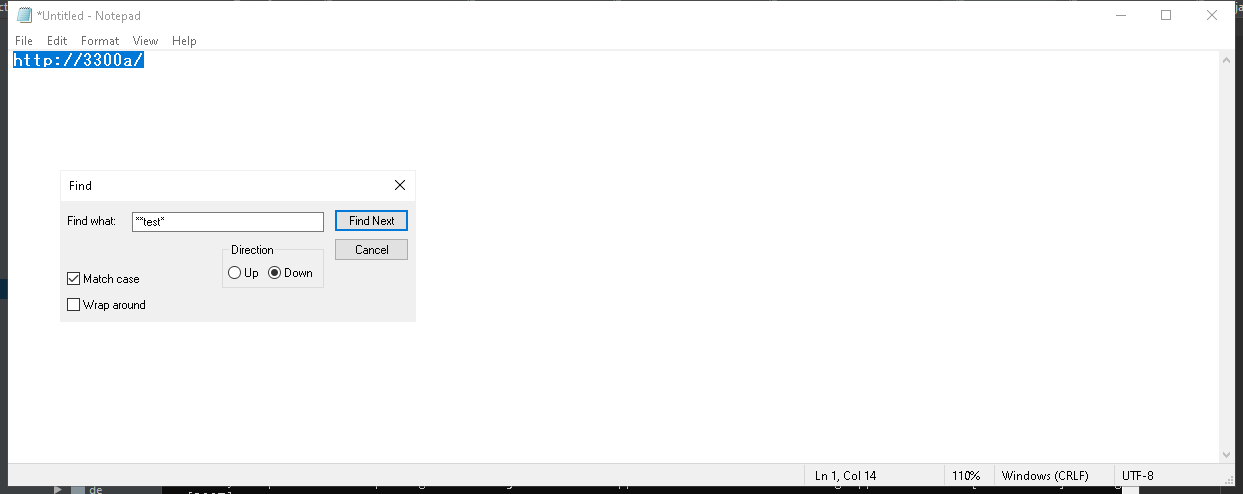 *Untitled - Notepad
File Edit Format View Help
http://3300a/
Find
Find what: **test* Find Next
Direction Cancel
Up Down
Match case
Wrap around
Ln 1, Col 14 110% Windows (CRLF) UTF-8
de